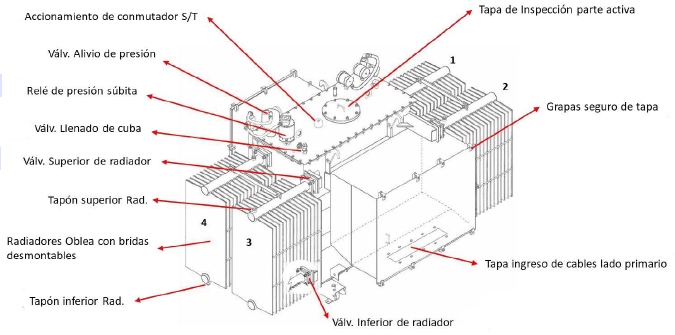 Accionamiento de conmutador S/T
Tapa de Inspección parte activa
Válv. Alivio de presión
1
Relé de presión súbita
2
Grapas seguro de tapa
Válv. Llenado de cuba
Válv. Superior de radiador
Tapón superior Rad.
4
3
Radiadores Oblea con bridas
desmontables
Tapa ingreso de cables lado primario
Tapón inferior Rad.
Válv. Inferior de radiador